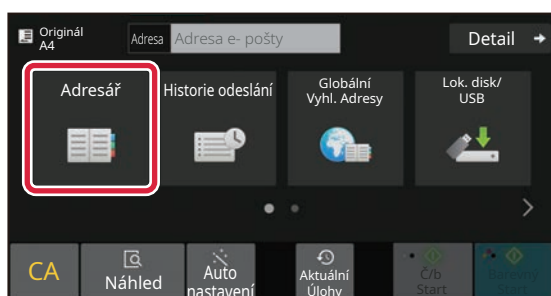 Originál
A4
Adresa
Adresa e- pošty
Detail
Adresář
Historie odeslání
Globální
Vyhl. Adresy
Lok. disk/
USB
CA
Náhled
Auto
nastavení
Aktuální
Úlohy
Č/b
Start
Barevný
Start